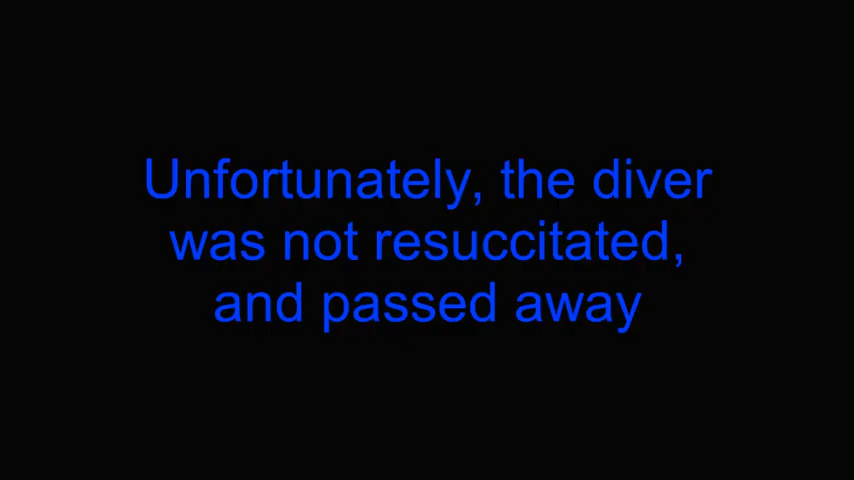 Unfortunately, the diver
was not resuccitated,
and passed away